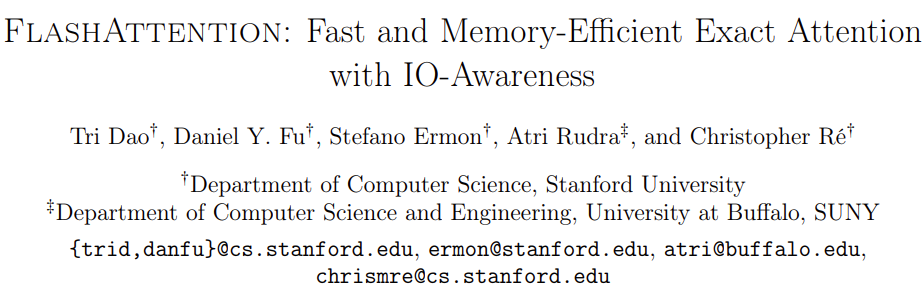 FLASHATTENTION: Fast and Memory-Efficient Exact Attention
with IO-Awareness
Tri Dao†, Daniel Y. Fu†, Stefano Ermon†, Atri Rudra‡, and Christopher Ré†
†Department of Computer Science, Stanford University
‡Department of Computer Science and Engineering, University at Buffalo, SUNY
{trid,danfu}@cs.stanford.edu, ermon@stanford.edu, atri@buffalo.edu,
chrismre@cs.stanford.edu